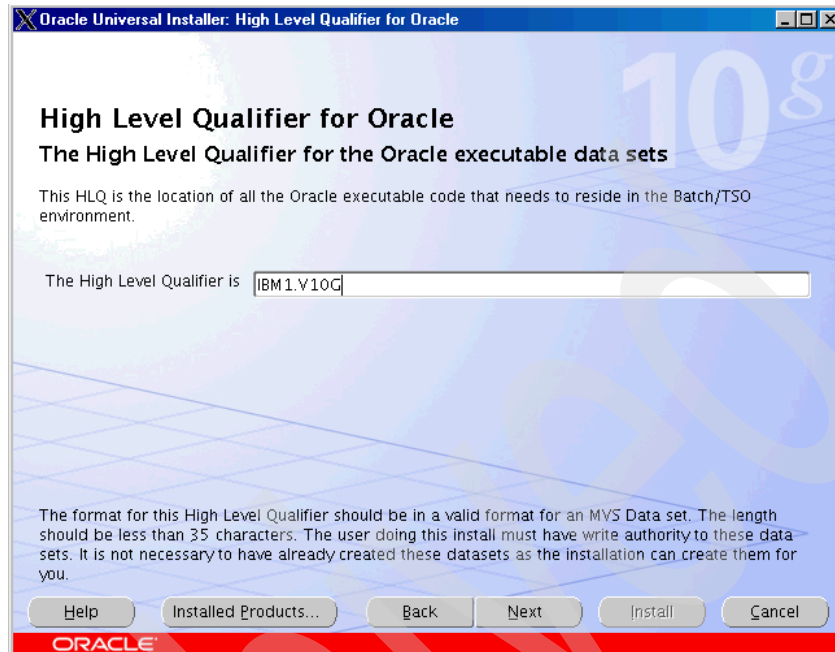 Oracle Universal Installer: High Level Qualifier for Oracle
10g
High Level Qualifier for Oracle
The High Level Qualifier for the Oracle executable data sets
This HLQ is the location of all the Oracle executable code that needs to reside in the Batch/TSO
environment.
The High Level Qualifier is IBM1.V10G
The format for this High Level Qualifier should be in a valid format for an MVS Data set. The length
should be less than 35 characters. The user doing this install must have write authority to these data
sets. It is not necessary to have already created these datasets as the installation can create them for
you.
Help Installed Products... Back Next Install Cancel
ORACLE